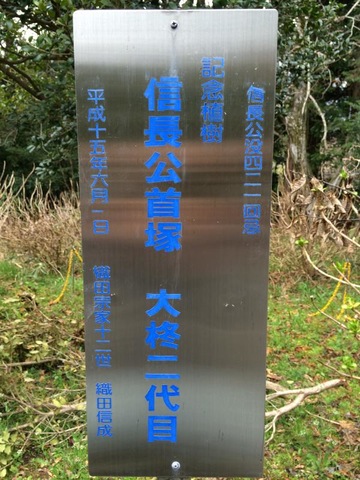 信長公没四二一回忌
記念植樹
信長公首塚 大柊二代目
平成十五年六月一日 織田宗家十二世 織田信成